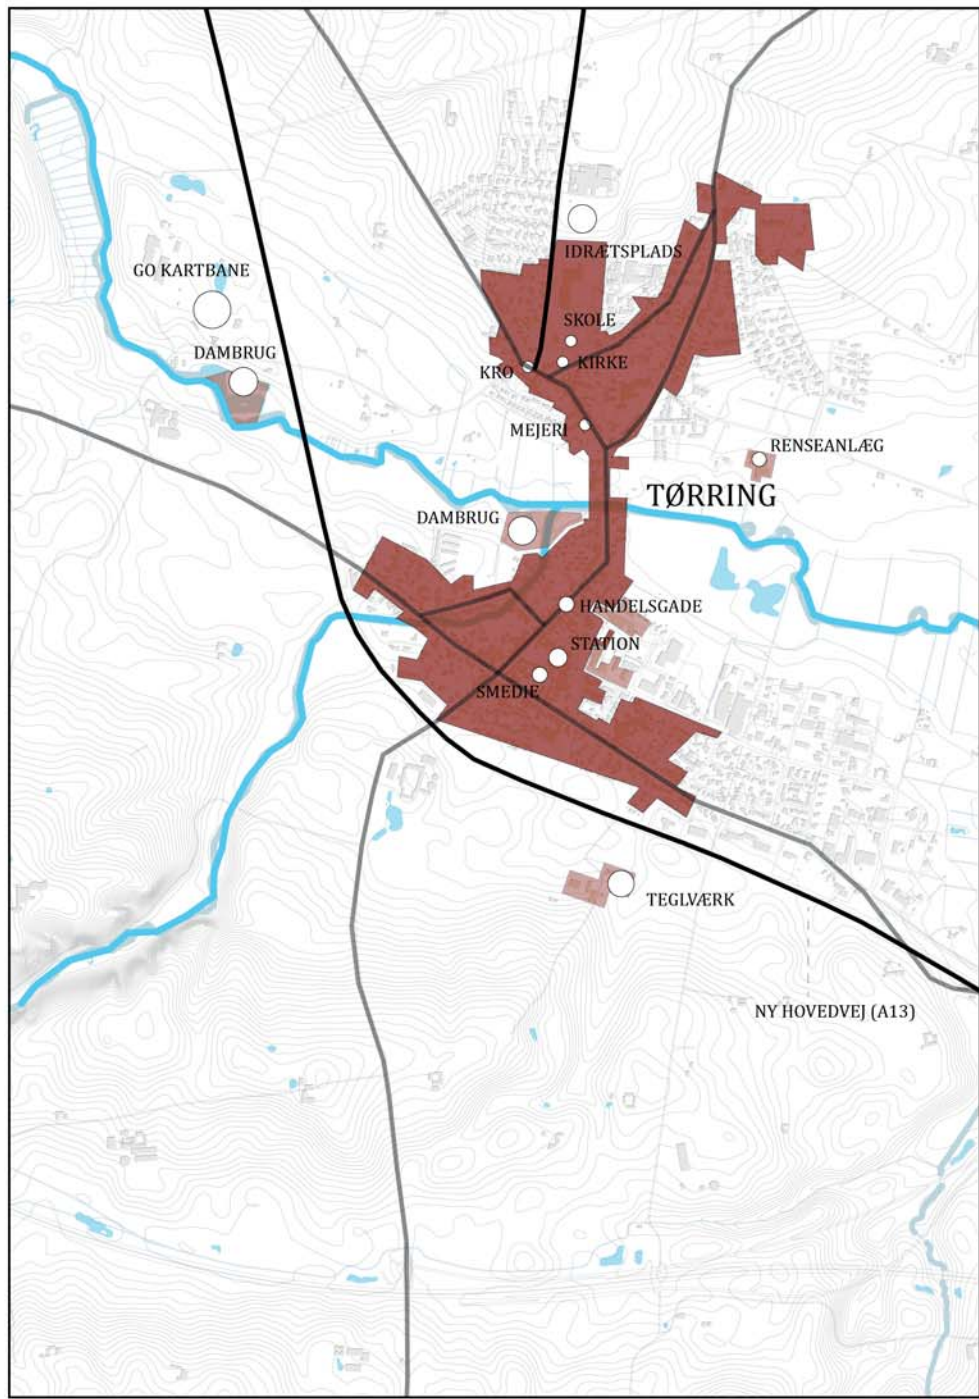 IDRÆTSPLADS
GO KARTBANE
SKOLE
DAMBRUG
KIRKE
KRO
MEJERI
RENSEANLÆG
TØRRING
DAMBRUG
HANDELSGADE
STATION
SMEDIE
TEGLVÆRK
NY HOVEDVEJ (A13)